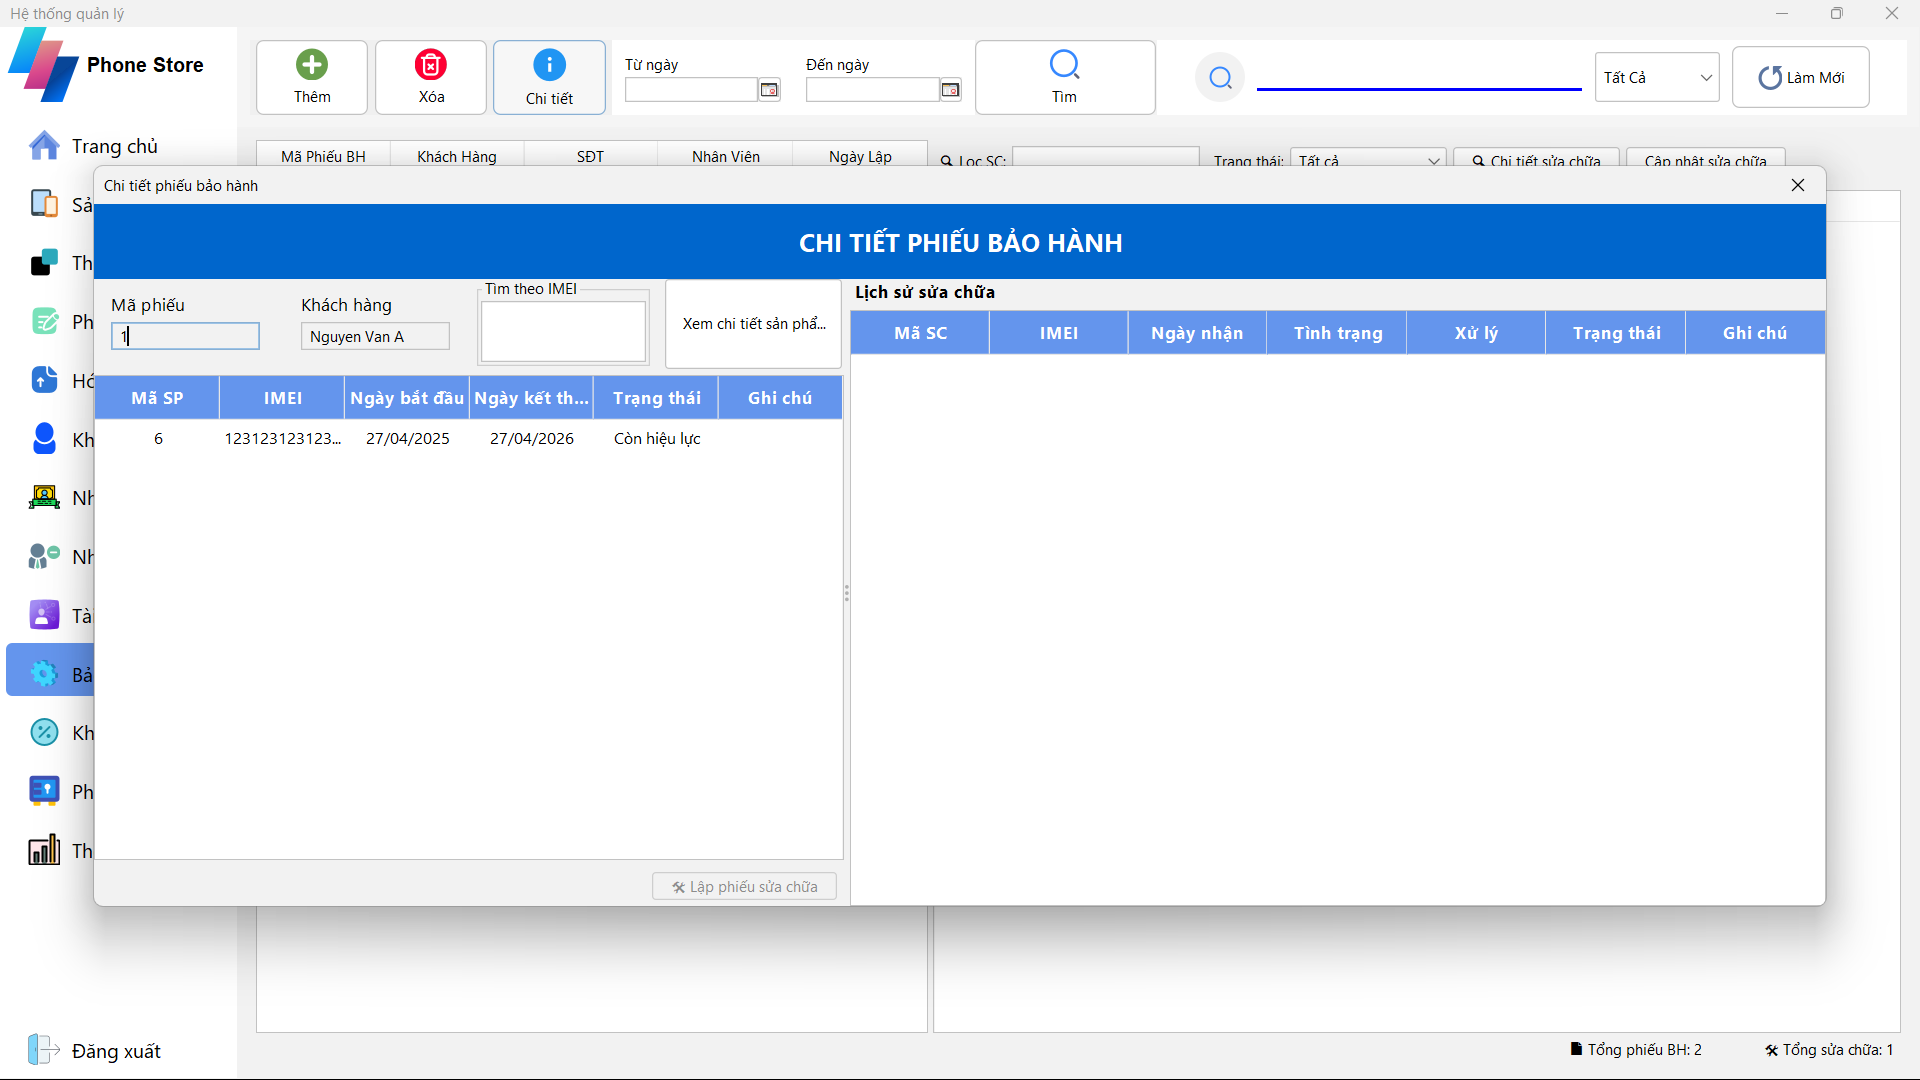 Hệ thống quản lý
Phone Store
Thêm
Xóa
Chi tiết
Từ ngày
Đến ngày
Tìm
Tất Cả
Làm Mới
Trang chủ
Mã Phiếu BH
Khách Hàng
SĐT
Nhân Viên
Ngày Lập
Lọc SC:
Trạng thái:
Tất cả
Chi tiết sửa chữa
Cập nhật sửa chữa
Chi tiết phiếu bảo hành
CHI TIẾT PHIẾU BẢO HÀNH
Mã phiếu
1
Khách hàng
Nguyen Van A
Tìm theo IMEI
Xem chi tiết sản phẩ...
Lịch sử sửa chữa
Mã SC
IMEI
Ngày nhận
Tình trạng
Xử lý
Trạng thái
Ghi chú
Mã SP
IMEI
Ngày bắt đầu
Ngày kết th...
Trạng thái
Ghi chú
6
123123123123...
27/04/2025
27/04/2026
Còn hiệu lực
Sả
Th
Ph
Hó
Kh
Nh
Nh
Tài
Bả
Kh
Ph
Th
Lập phiếu sửa chữa
Đăng xuất
Tổng phiếu BH: 2
Tổng sửa chữa: 1